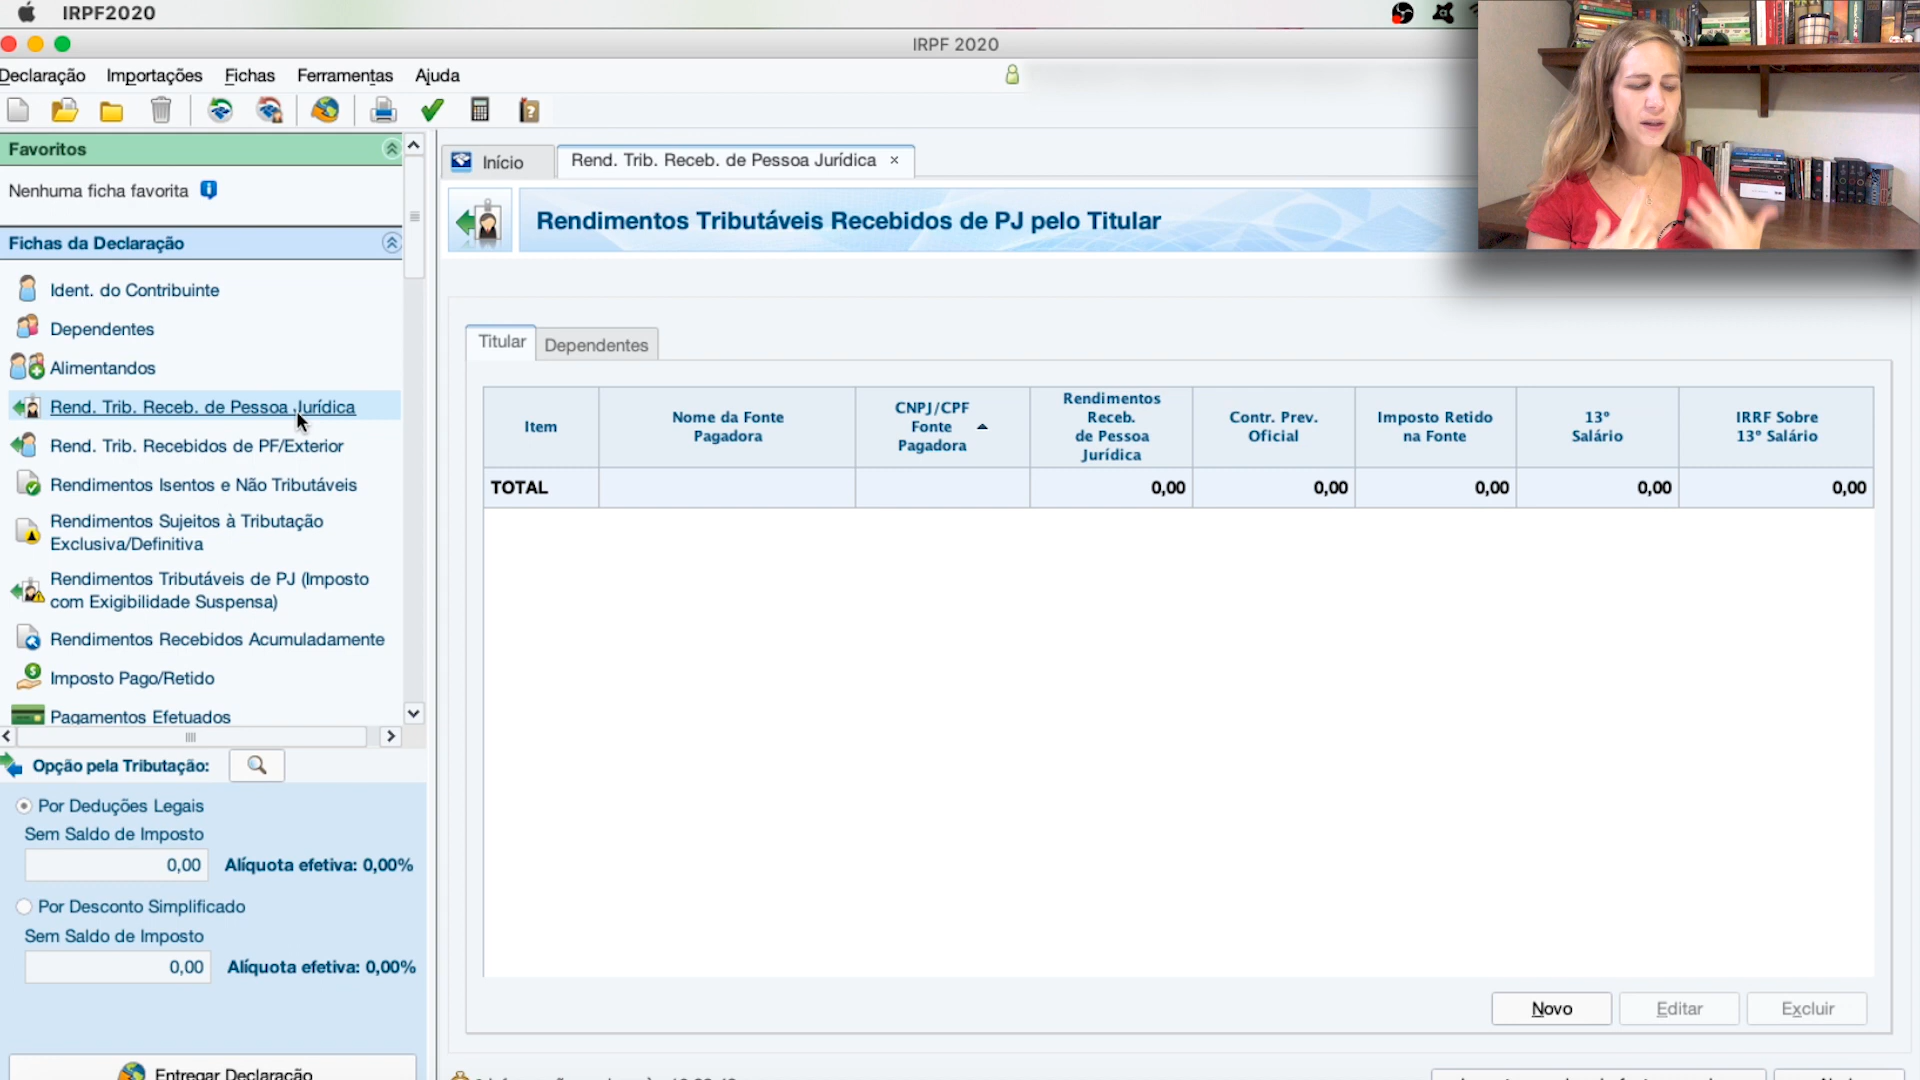 IRPF2020
IRPF 2020
Declaração Importações Fichas Ferramentas Ajuda
Favoritos
Nenhuma ficha favorita
Fichas da Declaração
Ident. do Contribuinte
Dependentes
Alimentandos
Rend. Trib. Receb. de Pessoa Jurídica
Rend. Trib. Recebidos de PF/Exterior
Rendimentos Isentos e Não Tributáveis
Rendimentos Sujeitos à Tributação
Exclusiva/Definitiva
Rendimentos Tributáveis de PJ (Imposto
com Exigibilidade Suspensa)
Rendimentos Recebidos Acumuladamente
Imposto Pago/Retido
Pagamentos Efetuados
Opção pela Tributação:
Por Deduções Legais
Sem Saldo de Imposto
0,00 Alíquota efetiva: 0,00%
Por Desconto Simplificado
Sem Saldo de Imposto
0,00 Alíquota efetiva: 0,00%
Entregar Declaração
Início
Rend. Trib. Receb. de Pessoa Jurídica ×
Rendimentos Tributáveis Recebidos de PJ pelo Titular
Titular Dependentes
Item
Nome da Fonte
Pagadora
CNPJ/CPF
Fonte
Pagadora
Rendimentos
Receb.
de Pessoa
Jurídica
Contr. Prev.
Oficial
Imposto Retido
na Fonte
13°
Salário
IRRF Sobre
13° Salário
TOTAL 0,00 0,00 0,00 0,00 0,00
Novo Editar Excluir